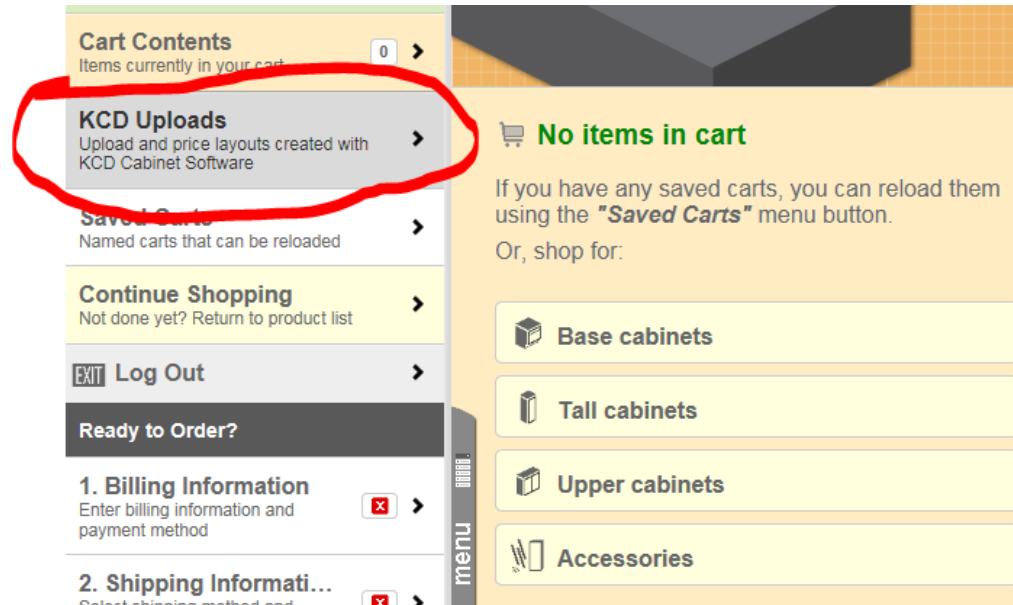 Cart Contents
0
Items currently in your cart
KCD Uploads
Upload and price layouts created with
KCD Cabinet Software
Saved Carts
Named carts that can be reloaded
Continue Shopping
Not done yet? Return to product list
EXIT Log Out
Ready to Order?
1. Billing Information
Enter billing information and
payment method
2. Shipping Informati...
Select shipping method and
menu
No items in cart
If you have any saved carts, you can reload them
using the "Saved Carts" menu button.
Or, shop for:
Base cabinets
Tall cabinets
Upper cabinets
Accessories